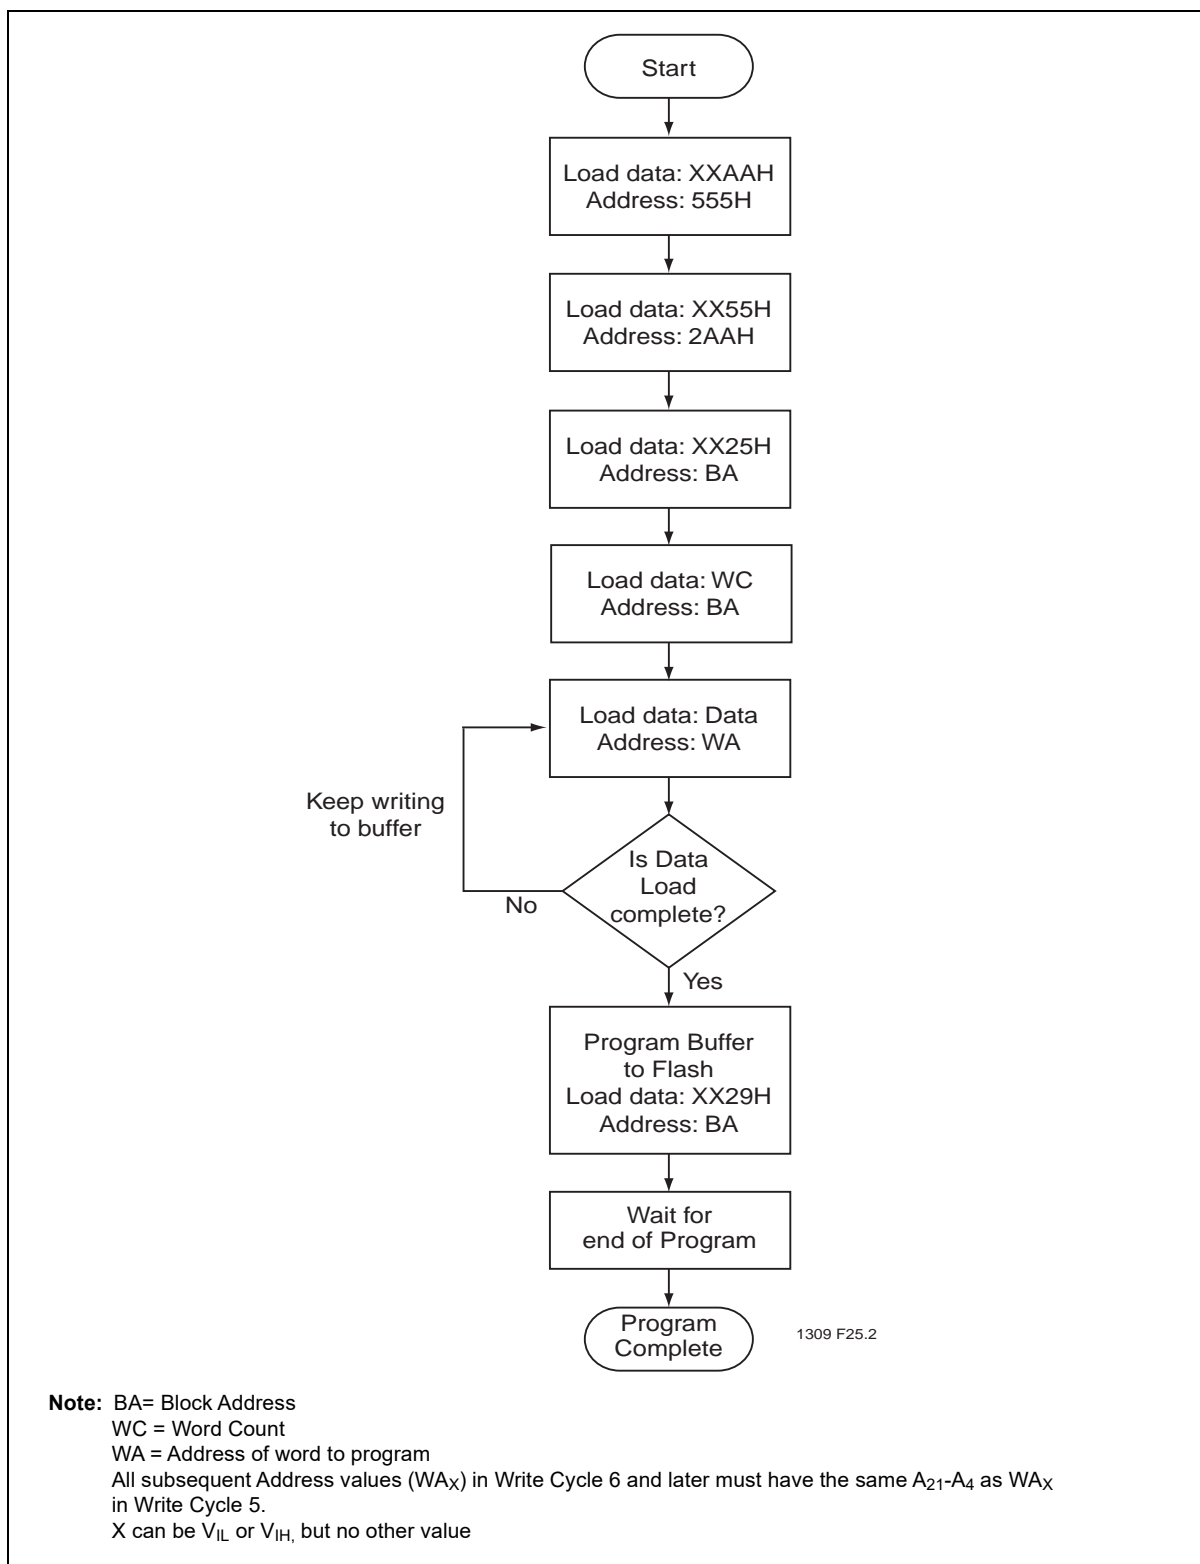 Start
Load data: XXAAH
Address: 555H
Load data: XX55H
Address: 2AAH
Load data: XX25H
Address: BA
Load data: WC
Address: BA
Load data: Data
Address: WA
Keep writing
to buffer
Is Data
Load
complete?
No
Yes
Program Buffer
to Flash
Load data: XX29H
Address: BA
Wait for
end of Program
Program
Complete
1309 F25.2
Note: BA= Block Address
WC = Word Count
WA = Address of word to program
All subsequent Address values (WAX) in Write Cycle 6 and later must have the same A21-A4 as WAX
in Write Cycle 5.
X can be VIL or VIH, but no other value